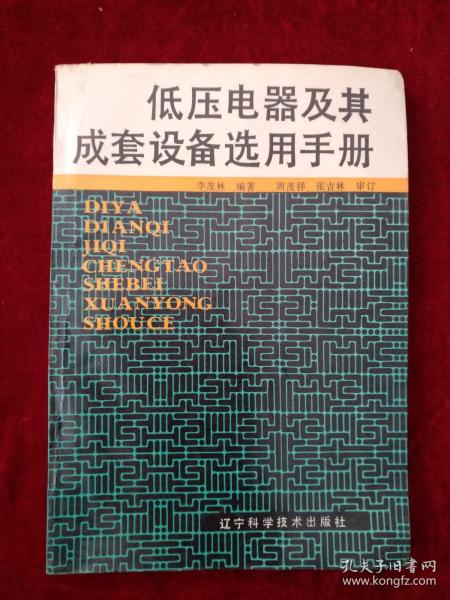 低压电器及其
成套设备选用手册
李茂林 编著 周茂祥 张吉林 审订
DIYA
DIANQI
JIQI
CHENGTAO
SHEBEI
XUANYONG
SHOUCE
辽宁科学技术出版社
孔夫子旧书网
www.kongfz.com